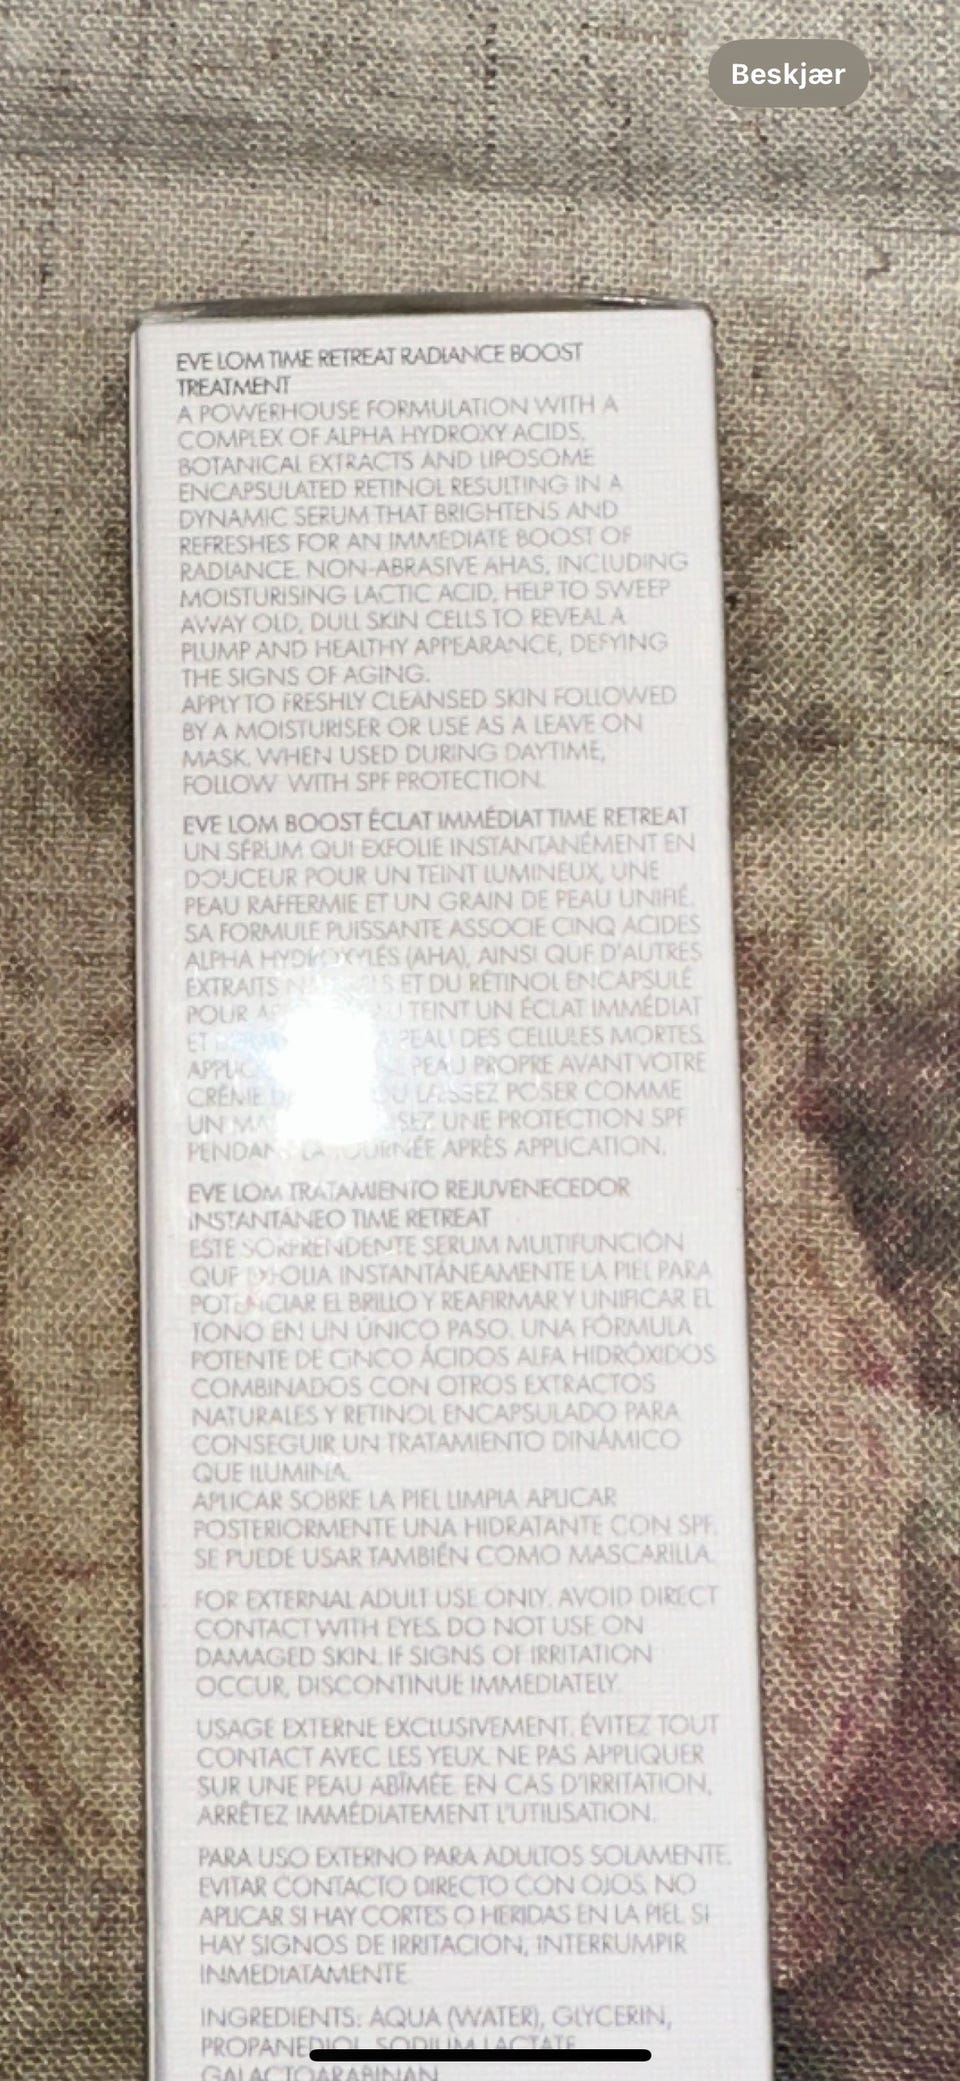 Beskjær
EVE LOM TIME RETREAT RADIANCE BOOST
TREATMENT
A POWERHOUSE FORMULATION WITH A
COMPLEX OF ALPHA HYDROXY ACIDS,
BOTANICAL EXTRACTS AND LIPOSOME
ENCAPSULATED RETINOL RESULTING IN A
DYNAMIC SERUM THAT BRIGHTENS AND
REFRESHES FOR AN IMMEDIATE BOOST OF
RADIANCE. NON-ABRASIVE AHAS, INCLUDING
MOISTURISING LACTIC ACID, HELP TO SWEEP
AWAY OLD, DULL SKIN CELLS TO REVEAL A
PLUMP AND HEALTHY APPEARANCE, DEFYING
THE SIGNS OF AGING.
APPLY TO FRESHLY CLEANSED SKIN FOLLOWED
BY A MOISTURISER OR USE AS A LEAVE ON
MASK. WHEN USED DURING DAYTIME,
FOLLOW WITH SPF PROTECTION.
EVE LOM BOOST ÉCLAT IMMÉDIAT TIME RETREAT
UN SÉRUM QUI EXFOLIE INSTANTANÉMENT EN
DOUCEUR POUR UN TEINT LUMINEUX, UNE
PEAU RAFFERMIE ET UN GRAIN DE PEAU UNIFIÉ.
SA FORMULE PUISSANTE ASSOCIE CINQ ACIDES
ALPHA HYDROXYLÉS (AHA), AINSI QUE D'AUTRES
EXTRAITS ET DU RÉTINOL ENCAPSULÉ
POUR TEINT UN ÉCLAT IMMÉDIAT
ET PEAU DES CELLULES MORTES.
PEAU PROPRE AVANT VOTRE
CRÈME LAISSEZ POSER COMME
UN UNE PROTECTION SPF
PENDANT LA JOURNÉE APRÈS APPLICATION.
EVE LOM TRATAMIENTO REJUVENECEDOR
INSTANTÁNEO TIME RETREAT
ESTE SORPRENDENTE SERUM MULTIFUNCIÓN
QUE EXFOLIA INSTANTÁNEAMENTE LA PIEL PARA
POTENCIAR EL BRILLO Y REAFIRMAR Y UNIFICAR EL
TONO EN UN ÚNICO PASO. UNA FÓRMULA
POTENTE DE CINCO ÁCIDOS ALFA HIDRÓXIDOS
COMBINADOS CON OTROS EXTRACTOS
NATURALES Y RETINOL ENCAPSULADO PARA
CONSEGUIR UN TRATAMIENTO DINÁMICO
QUE ILUMINA.
APLICAR SOBRE LA PIEL LIMPIA APLICAR
POSTERIORMENTE UNA HIDRATANTE CON SPF.
SE PUEDE USAR TAMBIÉN COMO MASCARILLA.
FOR EXTERNAL ADULT USE ONLY. AVOID DIRECT
CONTACT WITH EYES. DO NOT USE ON
DAMAGED SKIN. IF SIGNS OF IRRITATION
OCCUR, DISCONTINUE IMMEDIATELY.
USAGE EXTERNE EXCLUSIVEMENT. ÉVITEZ TOUT
CONTACT AVEC LES YEUX. NE PAS APPLIQUER
SUR UNE PEAU ABÎMÉE. EN CAS D'IRRITATION,
ARRÊTEZ IMMÉDIATEMENT L'UTILISATION.
PARA USO EXTERNO PARA ADULTOS SOLAMENTE.
EVITAR CONTACTO DIRECTO CON OJOS. NO
APLICAR SI HAY CORTES O HERIDAS EN LA PIEL. SI
HAY SIGNOS DE IRRITACIÓN, INTERRUMPIR
INMEDIATAMENTE
INGREDIENTS: AQUA (WATER), GLYCERIN,
PROPANEDIOL, SODIUM LACTATE,
GALACTOARABINAN